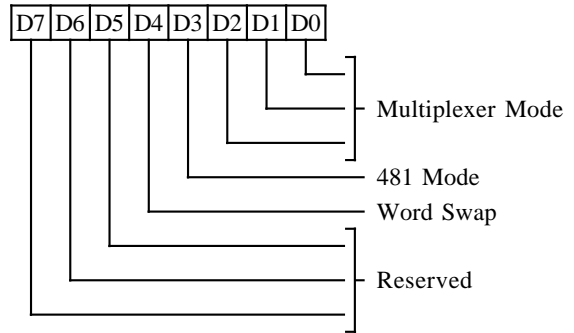 D7 D6 D5 D4 D3 D2 D1 D0
Multiplexer Mode
481 Mode
Word Swap
Reserved